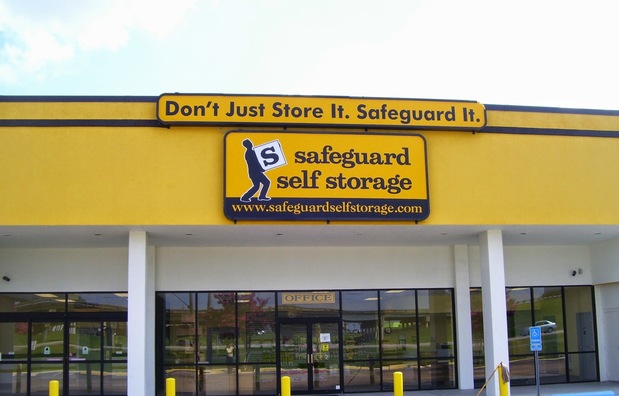 Don't Just Store It. Safeguard It.
S
safeguard
self storage
www.safeguardselfstorage.com
OFFICE